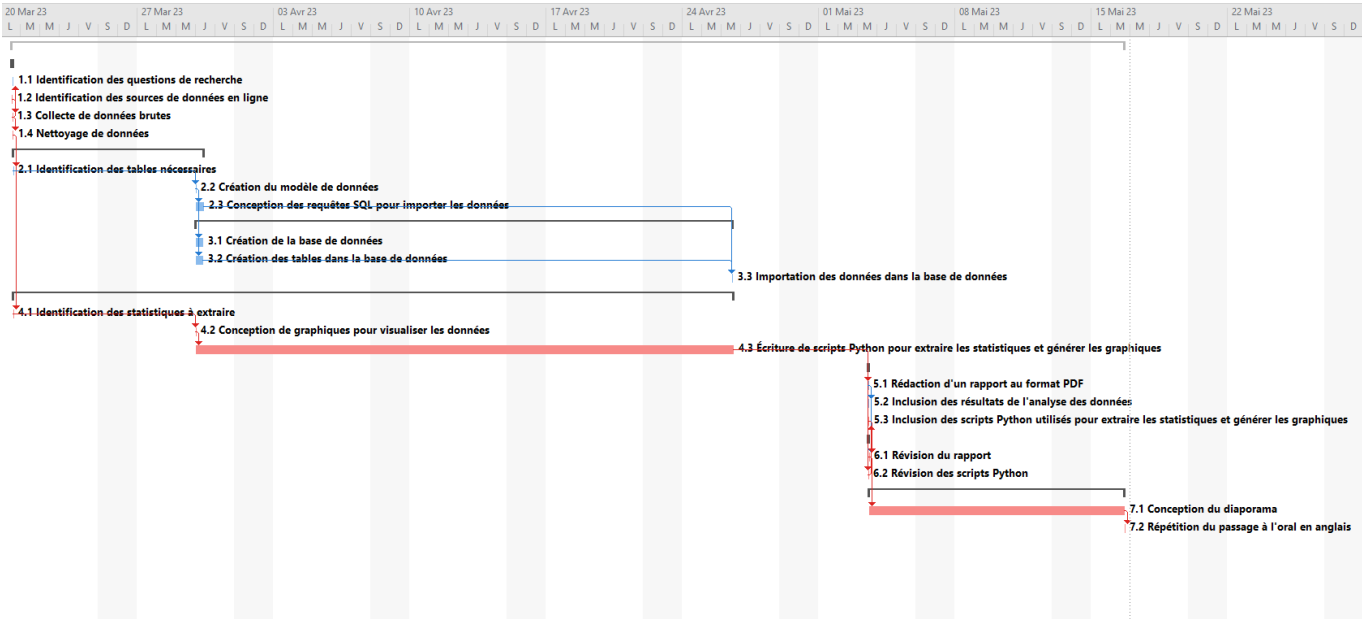 20 Mar 23 27 Mar 23 03 Avr 23 10 Avr 23 17 Avr 23 24 Avr 23 01 Mai 23 08 Mai 23 15 Mai 23 22 Mai 23
L M M J V S D L M M J V S D L M M J V S D L M M J V S D L M M J V S D L M M J V S D L M M J V S D L M M J V S D L M M J V S D L M M J V S D
1.1 Identification des questions de recherche
1.2 Identification des sources de données en ligne
1.3 Collecte de données brutes
1.4 Nettoyage de données
2.1 Identification des tables nécessaires
2.2 Création du modèle de données
2.3 Conception des requêtes SQL pour importer les données
3.1 Création de la base de données
3.2 Création des tables dans la base de données
3.3 Importation des données dans la base de données
4.1 Identification des statistiques à extraire
4.2 Conception de graphiques pour visualiser les données
4.3 Écriture de scripts Python pour extraire les statistiques et générer les graphiques
5.1 Rédaction d'un rapport au format PDF
5.2 Inclusion des résultats de l'analyse des données
5.3 Inclusion des scripts Python utilisés pour extraire les statistiques et générer les graphiques
6.1 Révision du rapport
6.2 Révision des scripts Python
7.1 Conception du diaporama
7.2 Répétition du passage à l'oral en anglais